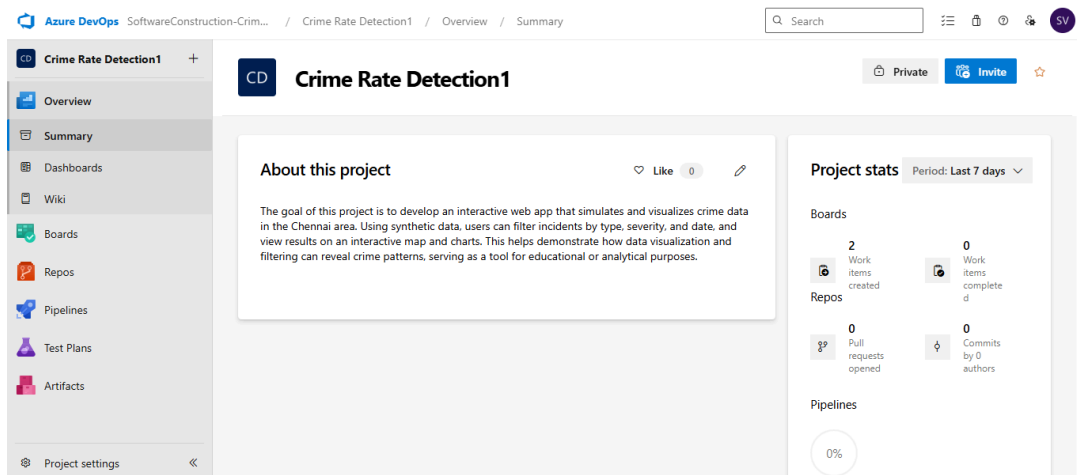 Azure DevOps SoftwareConstruction-Crim... / Crime Rate Detection1 / Overview / Summary
Search
SV
CD Crime Rate Detection1 +
Overview
Summary
Dashboards
Wiki
Boards
Repos
Pipelines
Test Plans
Artifacts
Project settings
CD Crime Rate Detection1
Private
Invite
About this project
Like 0
The goal of this project is to develop an interactive web app that simulates and visualizes crime data
in the Chennai area. Using synthetic data, users can filter incidents by type, severity, and date, and
view results on an interactive map and charts. This helps demonstrate how data visualization and
filtering can reveal crime patterns, serving as a tool for educational or analytical purposes.
Project stats
Period: Last 7 days
Boards
2
Work
items
created
0
Work
items
complete
d
Repos
0
Pull
requests
opened
0
Commits
by 0
authors
Pipelines
0%